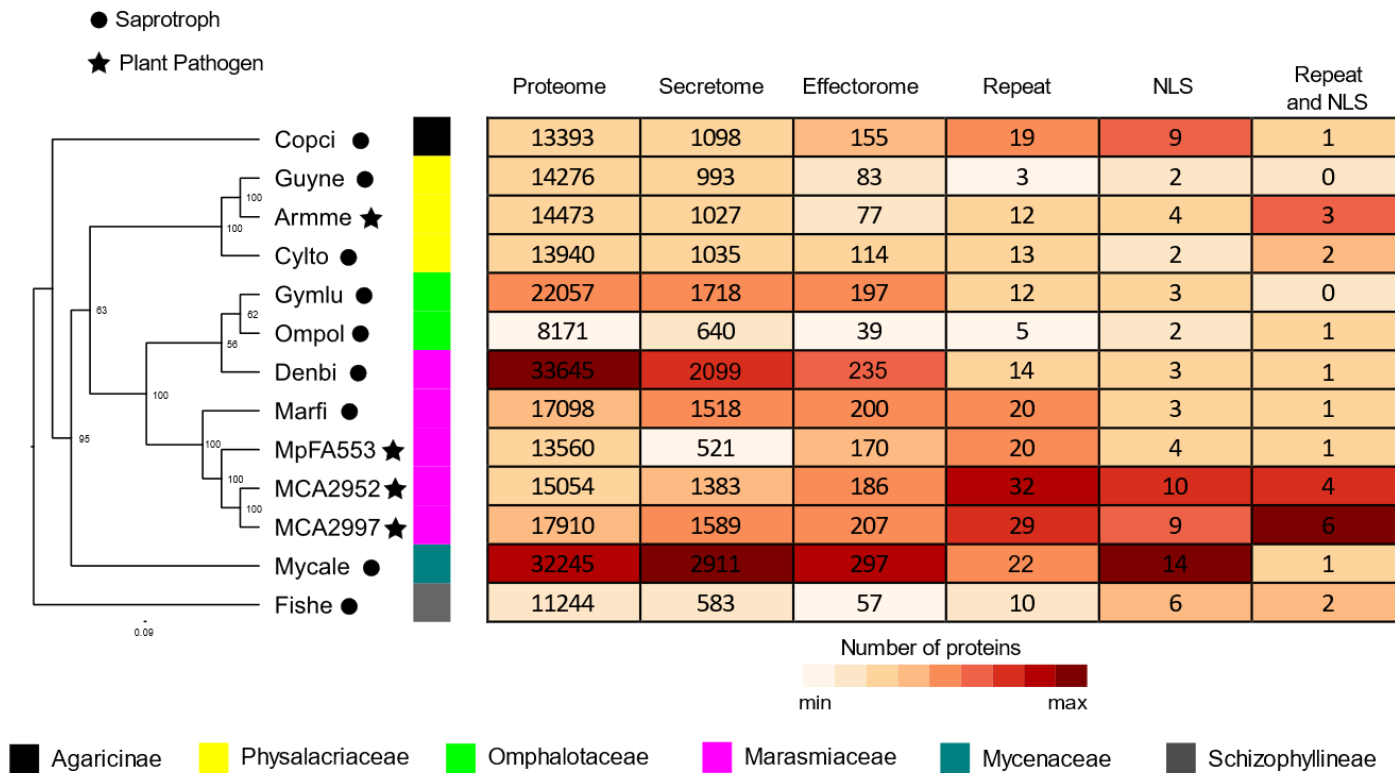 Saprotroph
Plant Pathogen
Proteome Secretome Effectorome Repeat NLS Repeat and NLS
Copci 13393 1098 155 19 9 1
Guyne 14276 993 83 3 2 0
Armme 14473 1027 77 12 4 3
Cylto 13940 1035 114 13 2 2
Gymlu 22057 1718 197 12 3 0
Ompol 8171 640 39 5 2 1
Denbi 33645 2099 235 14 3 1
Marfi 17098 1518 200 20 3 1
MpFA553 13560 521 170 20 4 1
MCA2952 15054 1383 186 32 10 4
MCA2997 17910 1589 207 29 9 6
Mycale 32245 2911 297 22 14 1
Fishe 11244 583 57 10 6 2
100
100
63
62
56
100
95
100
100
100
0.09
Number of proteins
min max
Agaricinae Physalacriaceae Omphalotaceae Marasmiaceae Mycenaceae Schizophyllineae